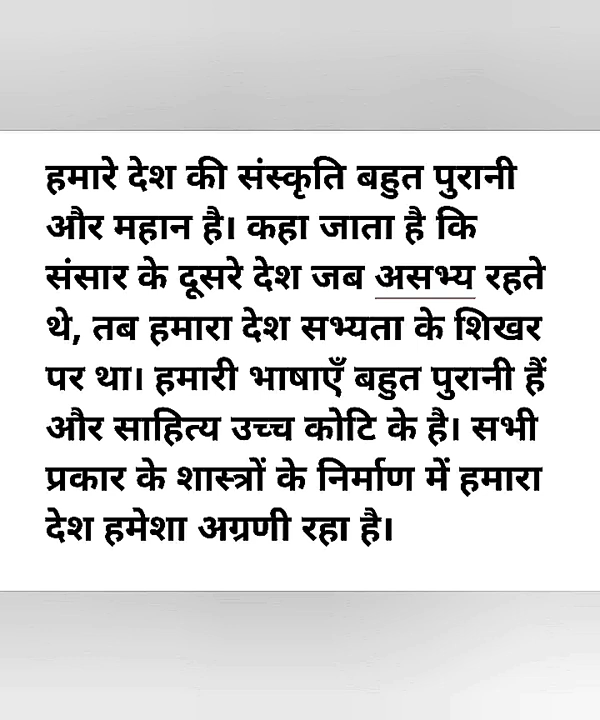 हमारे देश की संस्कृति बहुत पुरानी
और महान है। कहा जाता है कि
संसार के दूसरे देश जब असभ्य रहते
थे, तब हमारा देश सभ्यता के शिखर
पर था। हमारी भाषाएँ बहुत पुरानी हैं
और साहित्य उच्च कोटि के है। सभी
प्रकार के शास्त्रों के निर्माण में हमारा
देश हमेशा अग्रणी रहा है।